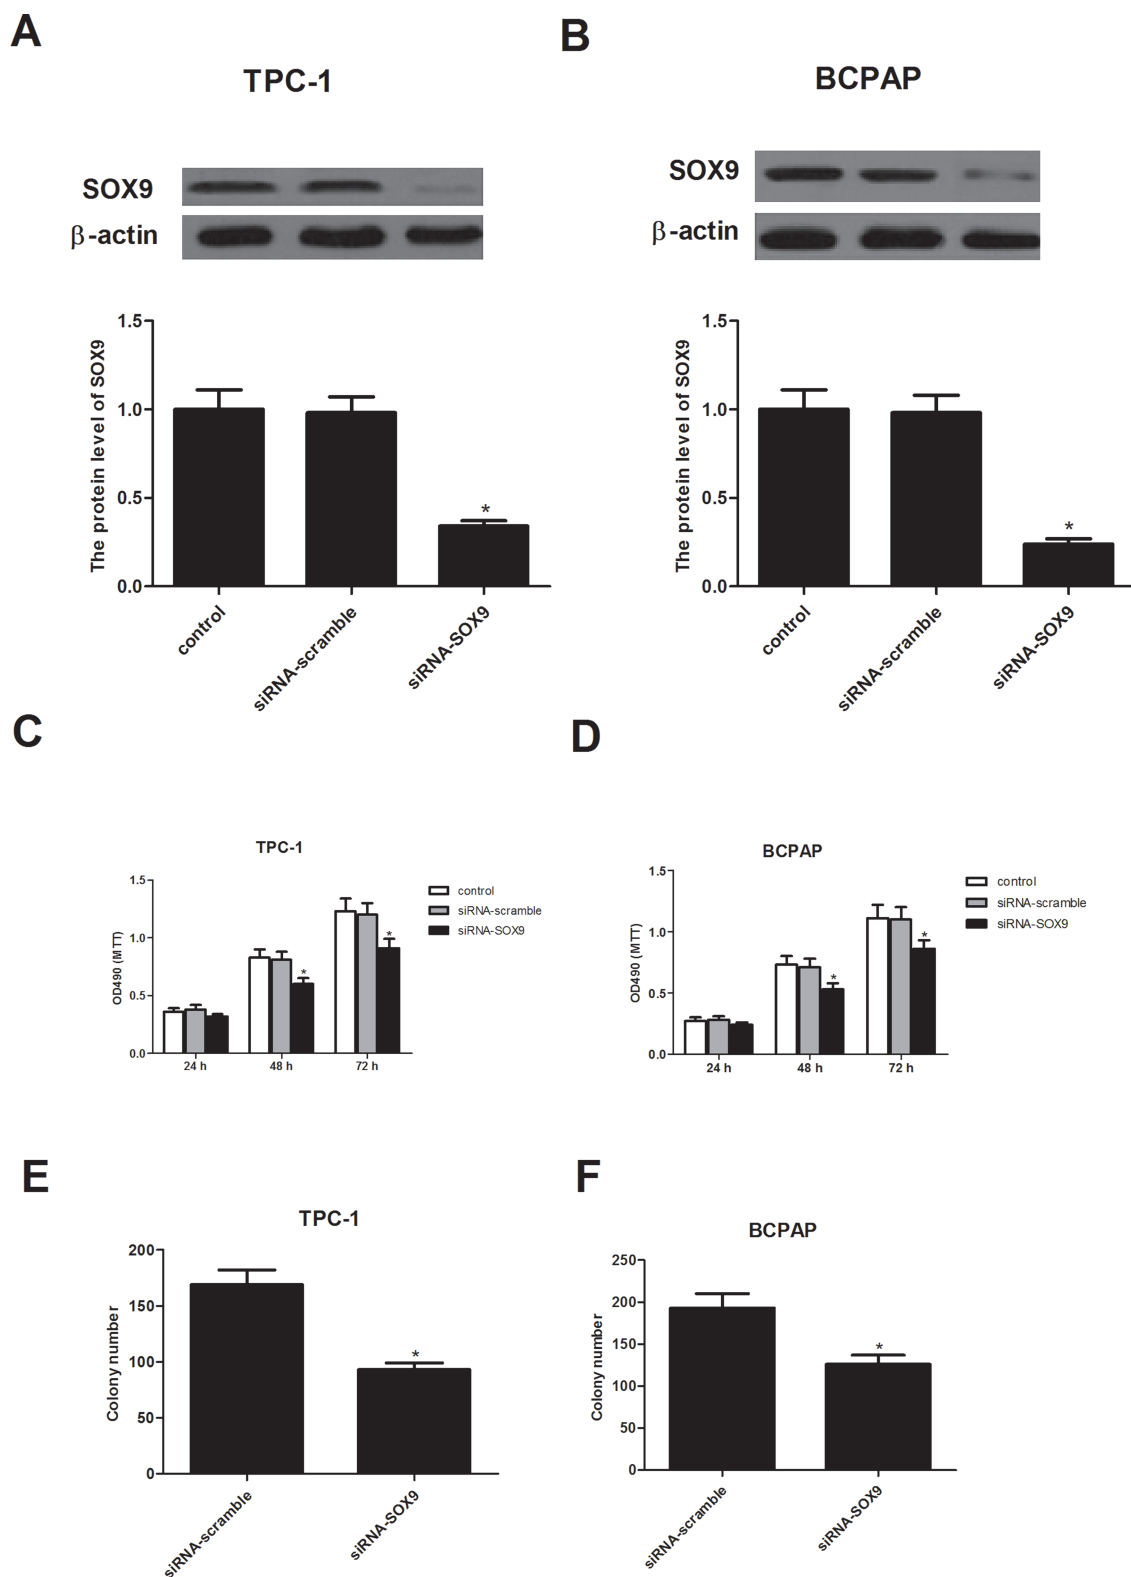 A
TPC-1
SOX9
β-actin
The protein level of SOX9
1.5
1.0
0.5
0.0
*
control
siRNA-scramble
siRNA-SOX9
B
BCPAP
SOX9
β-actin
The protein level of SOX9
1.5
1.0
0.5
0.0
*
control
siRNA-scramble
siRNA-SOX9
C
TPC-1
OD490 (MTT)
1.5
1.0
0.5
0.0
*
*
24 h
48 h
72 h
control
siRNA-scramble
siRNA-SOX9
D
BCPAP
OD490 (MTT)
1.5
1.0
0.5
0.0
*
*
24 h
48 h
72 h
control
siRNA-scramble
siRNA-SOX9
E
TPC-1
Colony number
200
150
100
50
0
*
siRNA-scramble
siRNA-SOX9
F
BCPAP
Colony number
250
200
150
100
50
0
*
siRNA-scramble
siRNA-SOX9